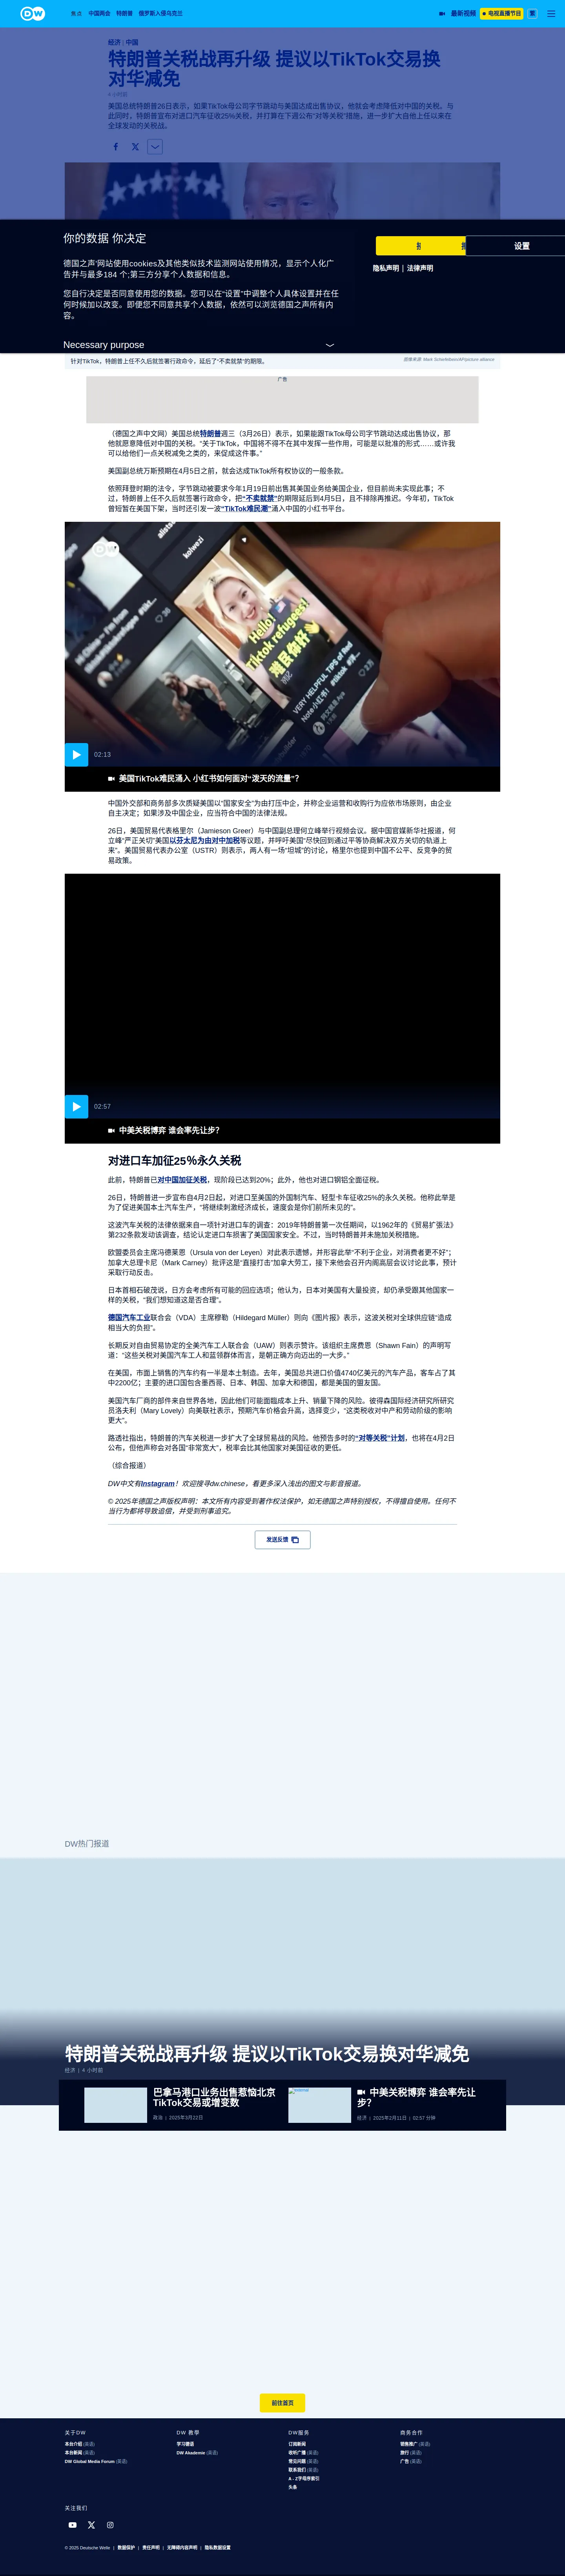 DW
焦点 中国两会 特朗普 俄罗斯入侵乌克兰
最新视频 电视直播节目 繁
经济 | 中国
特朗普关税战再升级 提议以TikTok交易换
对华减免
4 小时前
美国总统特朗普26日表示，如果TikTok母公司字节跳动与美国达成出售协议，他就会考虑降低对中国的关税。与
此同时，特朗普宣布对进口汽车征收25%关税，并打算在下週公布“对等关税”措施，进一步扩大自他上任以来在
全球发动的关税战。
你的数据 你决定
德国之声'网站使用cookies及其他类似技术监测网站使用情况，显示个人化广
告并与最多184 个;第三方分享个人数据和信息。
您自行决定是否同意使用您的数据。您可以在“设置”中调整个人具体设置并在任
何时候加以改变。即便您不同意共享个人数据，依然可以浏览德国之声所有内
容。
Necessary purpose
设置
隐私声明 | 法律声明
针对TikTok，特朗普上任不久后就签署行政命令，延后了“不卖就禁”的期限。
图像来源: Mark Schiefelbein/AP/picture alliance
广告
（德国之声中文网）美国总统特朗普週三（3月26日）表示，如果能跟TikTok母公司字节跳动达成出售协议，那
他就愿意降低对中国的关税。“关于TikTok，中国将不得不在其中发挥一些作用，可能是以批准的形式……或许我
可以给他们一点关税减免之类的，来促成这件事。”
美国副总统万斯预期在4月5日之前，就会达成TikTok所有权协议的一般条款。
依照拜登时期的法令，字节跳动被要求今年1月19日前出售其美国业务给美国企业，但目前尚未实现此事；不
过，特朗普上任不久后就签署行政命令，把“不卖就禁”的期限延后到4月5日，且不排除再推迟。今年初，TikTok
曾短暂在美国下架，当时还引发一波“TikTok难民潮”涌入中国的小红书平台。
kolwezi
Hello!
Tiktok refugees!
难民你好
VERY HELPFUL TIPS of Red
02:13
美国TikTok难民涌入 小红书如何面对“泼天的流量”？
中国外交部和商务部多次质疑美国以“国家安全”为由打压中企，并称企业运营和收购行为应依市场原则，由企业
自主决定；如果涉及中国企业，应当符合中国的法律法规。
26日，美国贸易代表格里尔（Jamieson Greer）与中国副总理何立峰举行视频会议。据中国官媒新华社报道，何
立峰“严正关切”美国以芬太尼为由对中加税等议题，并呼吁美国“尽快回到通过平等协商解决双方关切的轨道上
来”。美国贸易代表办公室（USTR）则表示，两人有一场“坦城”的讨论，格里尔也提到中国不公平、反竞争的贸
易政策。
02:57
中美关税博弈 谁会率先让步？
对进口车加征25％永久关税
此前，特朗普已对中国加征关税，现阶段已达到20%；此外，他也对进口钢铝全面征税。
26日，特朗普进一步宣布自4月2日起，对进口至美国的外国制汽车、轻型卡车征收25%的永久关税。他称此举是
为了促进美国本土汽车生产，“将继续刺激经济成长，速度会是你们前所未见的”。
这波汽车关税的法律依据来自一项针对进口车的调查：2019年特朗普第一次任期间，以1962年的《贸易扩张法》
第232条款发动该调查，结论认定进口车损害了美国国家安全。不过，当时特朗普并未施加关税措施。
欧盟委员会主席冯德莱恩（Ursula von der Leyen）对此表示遗憾，并形容此举“不利于企业，对消费者更不好”；
加拿大总理卡尼（Mark Carney）批评这是“直接打击”加拿大劳工，接下来他会召开内阁高层会议讨论此事，预计
采取行动反击。
日本首相石破茂说，日方会考虑所有可能的回应选项；他认为，日本对美国有大量投资，却仍承受跟其他国家一
样的关税，“我们想知道这是否合理”。
德国汽车工业联合会（VDA）主席穆勒（Hildegard Müller）则向《图片报》表示，这波关税对全球供应链“造成
相当大的负担”。
长期反对自由贸易协定的全美汽车工人联合会（UAW）则表示赞许。该组织主席费恩（Shawn Fain）的声明写
道：“这些关税对美国汽车工人和蓝领群体而言，是朝正确方向迈出的一大步。”
在美国，市面上销售的汽车约有一半是本土制造。去年，美国总共进口价值4740亿美元的汽车产品，客车占了其
中2200亿；主要的进口国包含墨西哥、日本、韩国、加拿大和德国，都是美国的盟友国。
美国汽车厂商的部件来自世界各地，因此他们可能面临成本上升、销量下降的风险。彼得森国际经济研究所研究
员洛夫利（Mary Lovely）向美联社表示，预期汽车价格会升高，选择变少，“这类税收对中产和劳动阶级的影响
更大”。
路透社指出，特朗普的汽车关税进一步扩大了全球贸易战的风险。他预告多时的“对等关税”计划，也将在4月2日
公布，但他声称会对各国“非常宽大”，税率会比其他国家对美国征收的更低。
（综合报道）
DW中文有Instagram！欢迎搜寻dw.chinese，看更多深入浅出的图文与影音报道。
© 2025年德国之声版权声明：本文所有内容受到著作权法保护，如无德国之声特别授权，不得擅自使用。任何不
当行为都将导致追偿，并受到刑事追究。
发送反馈
DW热门报道
特朗普关税战再升级 提议以TikTok交易换对华减免
经济 | 4 小时前
巴拿马港口业务出售惹恼北京
TikTok交易或增变数
政治 | 2025年3月22日
中美关税博弈 谁会率先让
步？
经济 | 2025年2月11日 | 02:57 分钟
前往首页
关于DW
本台介绍 (英语)
本台新闻 (英语)
DW Global Media Forum (英语)
DW 教學
学习德语
DW Akademie (英语)
DW服务
订阅新闻
收听广播 (英语)
常见问题 (英语)
联系我们 (英语)
A - Z字母序索引
头条
商务合作
销售推广 (英语)
旅行 (英语)
广告 (英语)
关注我们
© 2025 Deutsche Welle | 数据保护 | 责任声明 | 无障碍内容声明 | 隐私数据设置